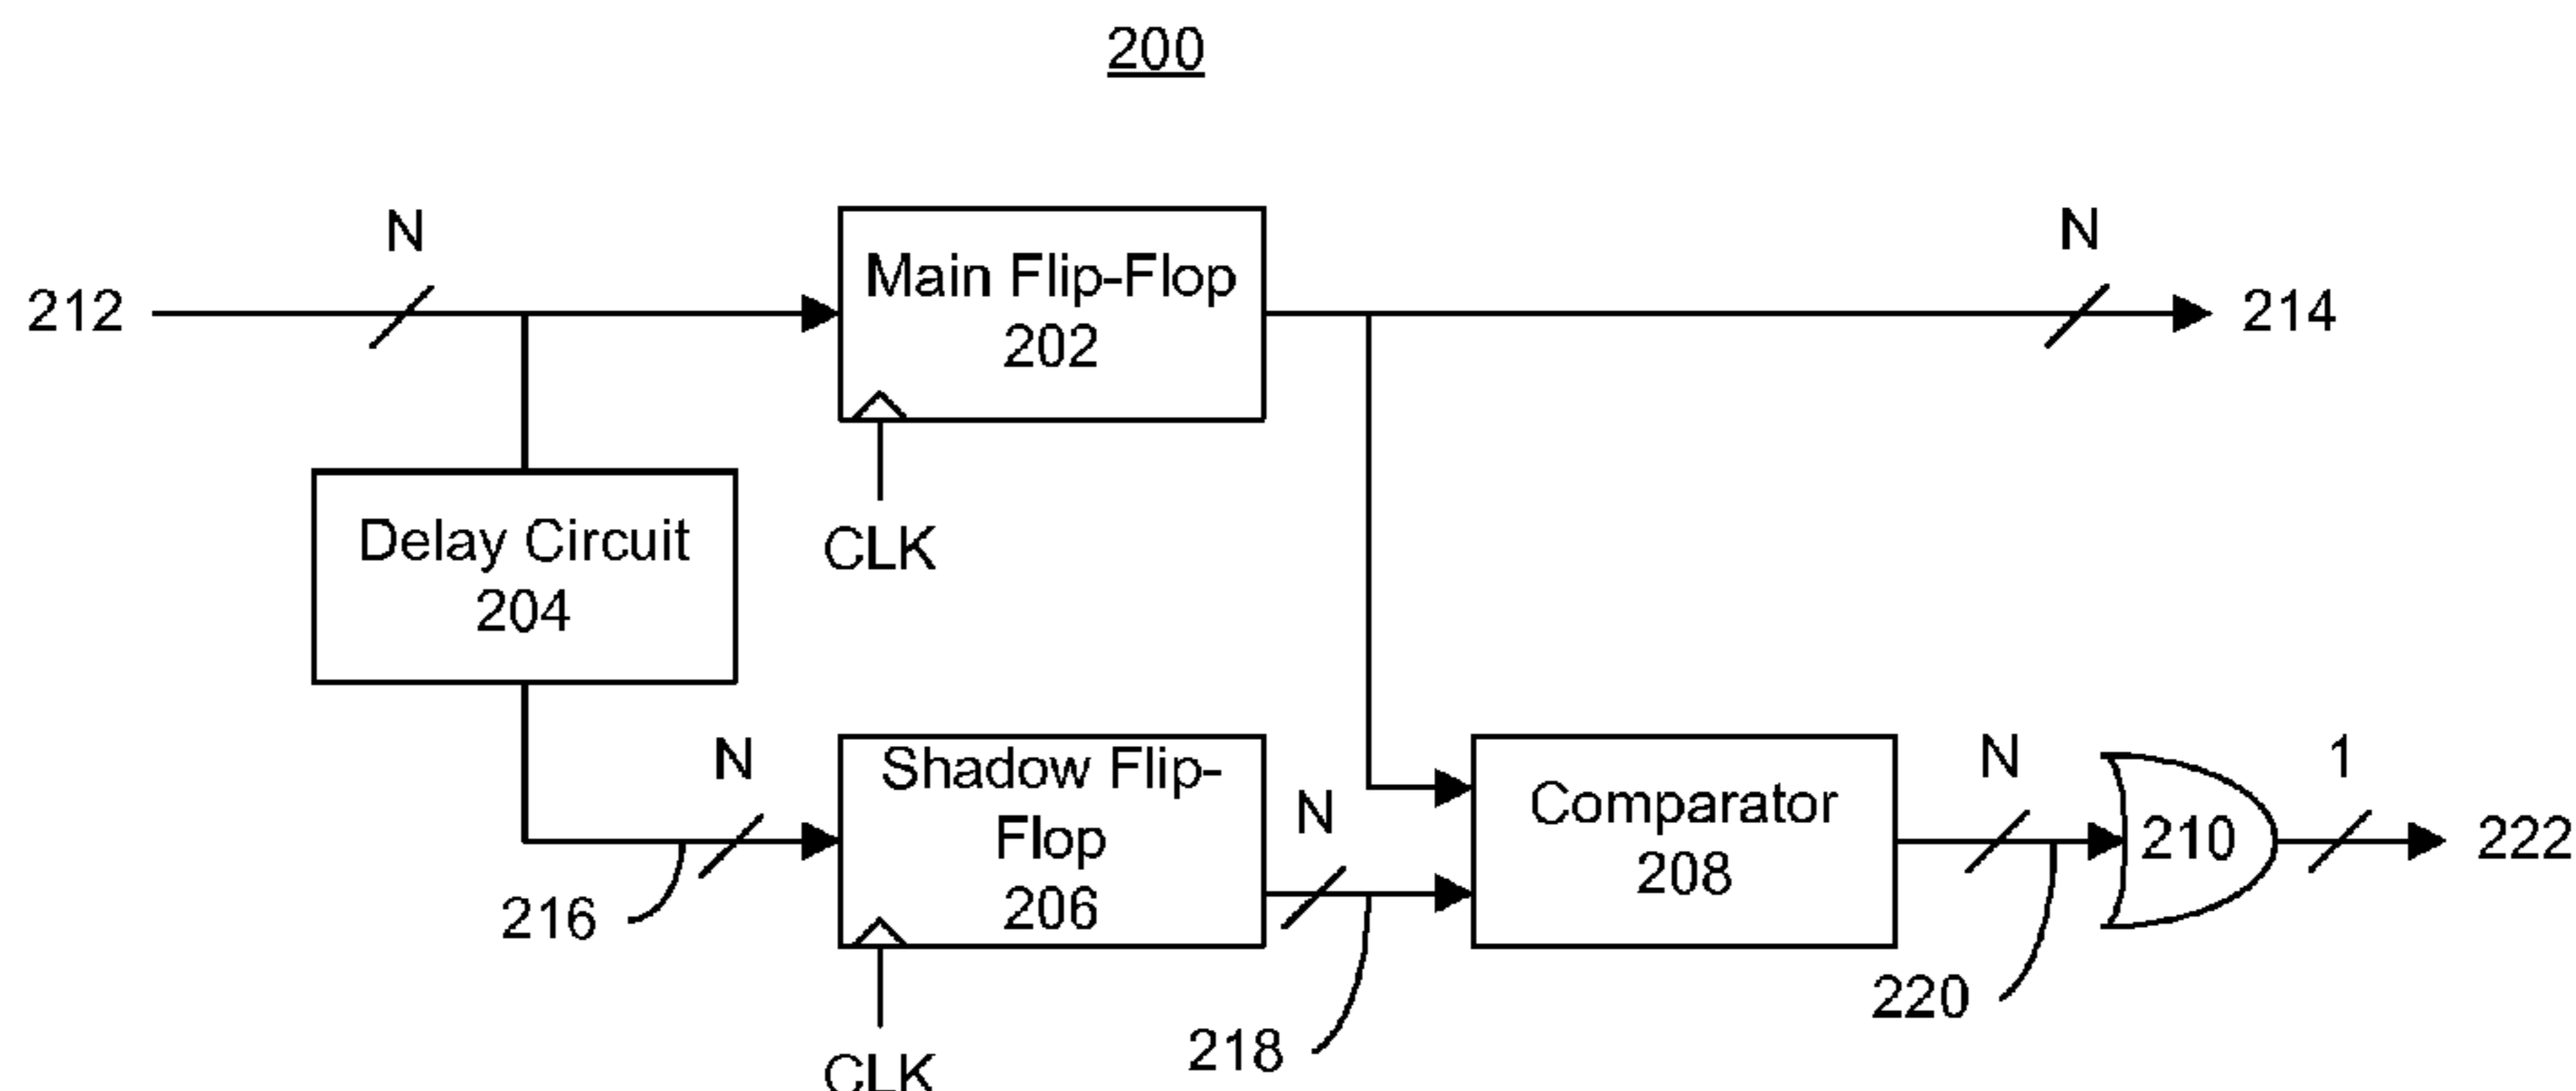 200
N
N
212
Main Flip-Flop
202
214
Delay Circuit
204
CLK
N
Shadow Flip-
Flop
206
N
Comparator
208
N
210
1
222
216
218
220
CLK